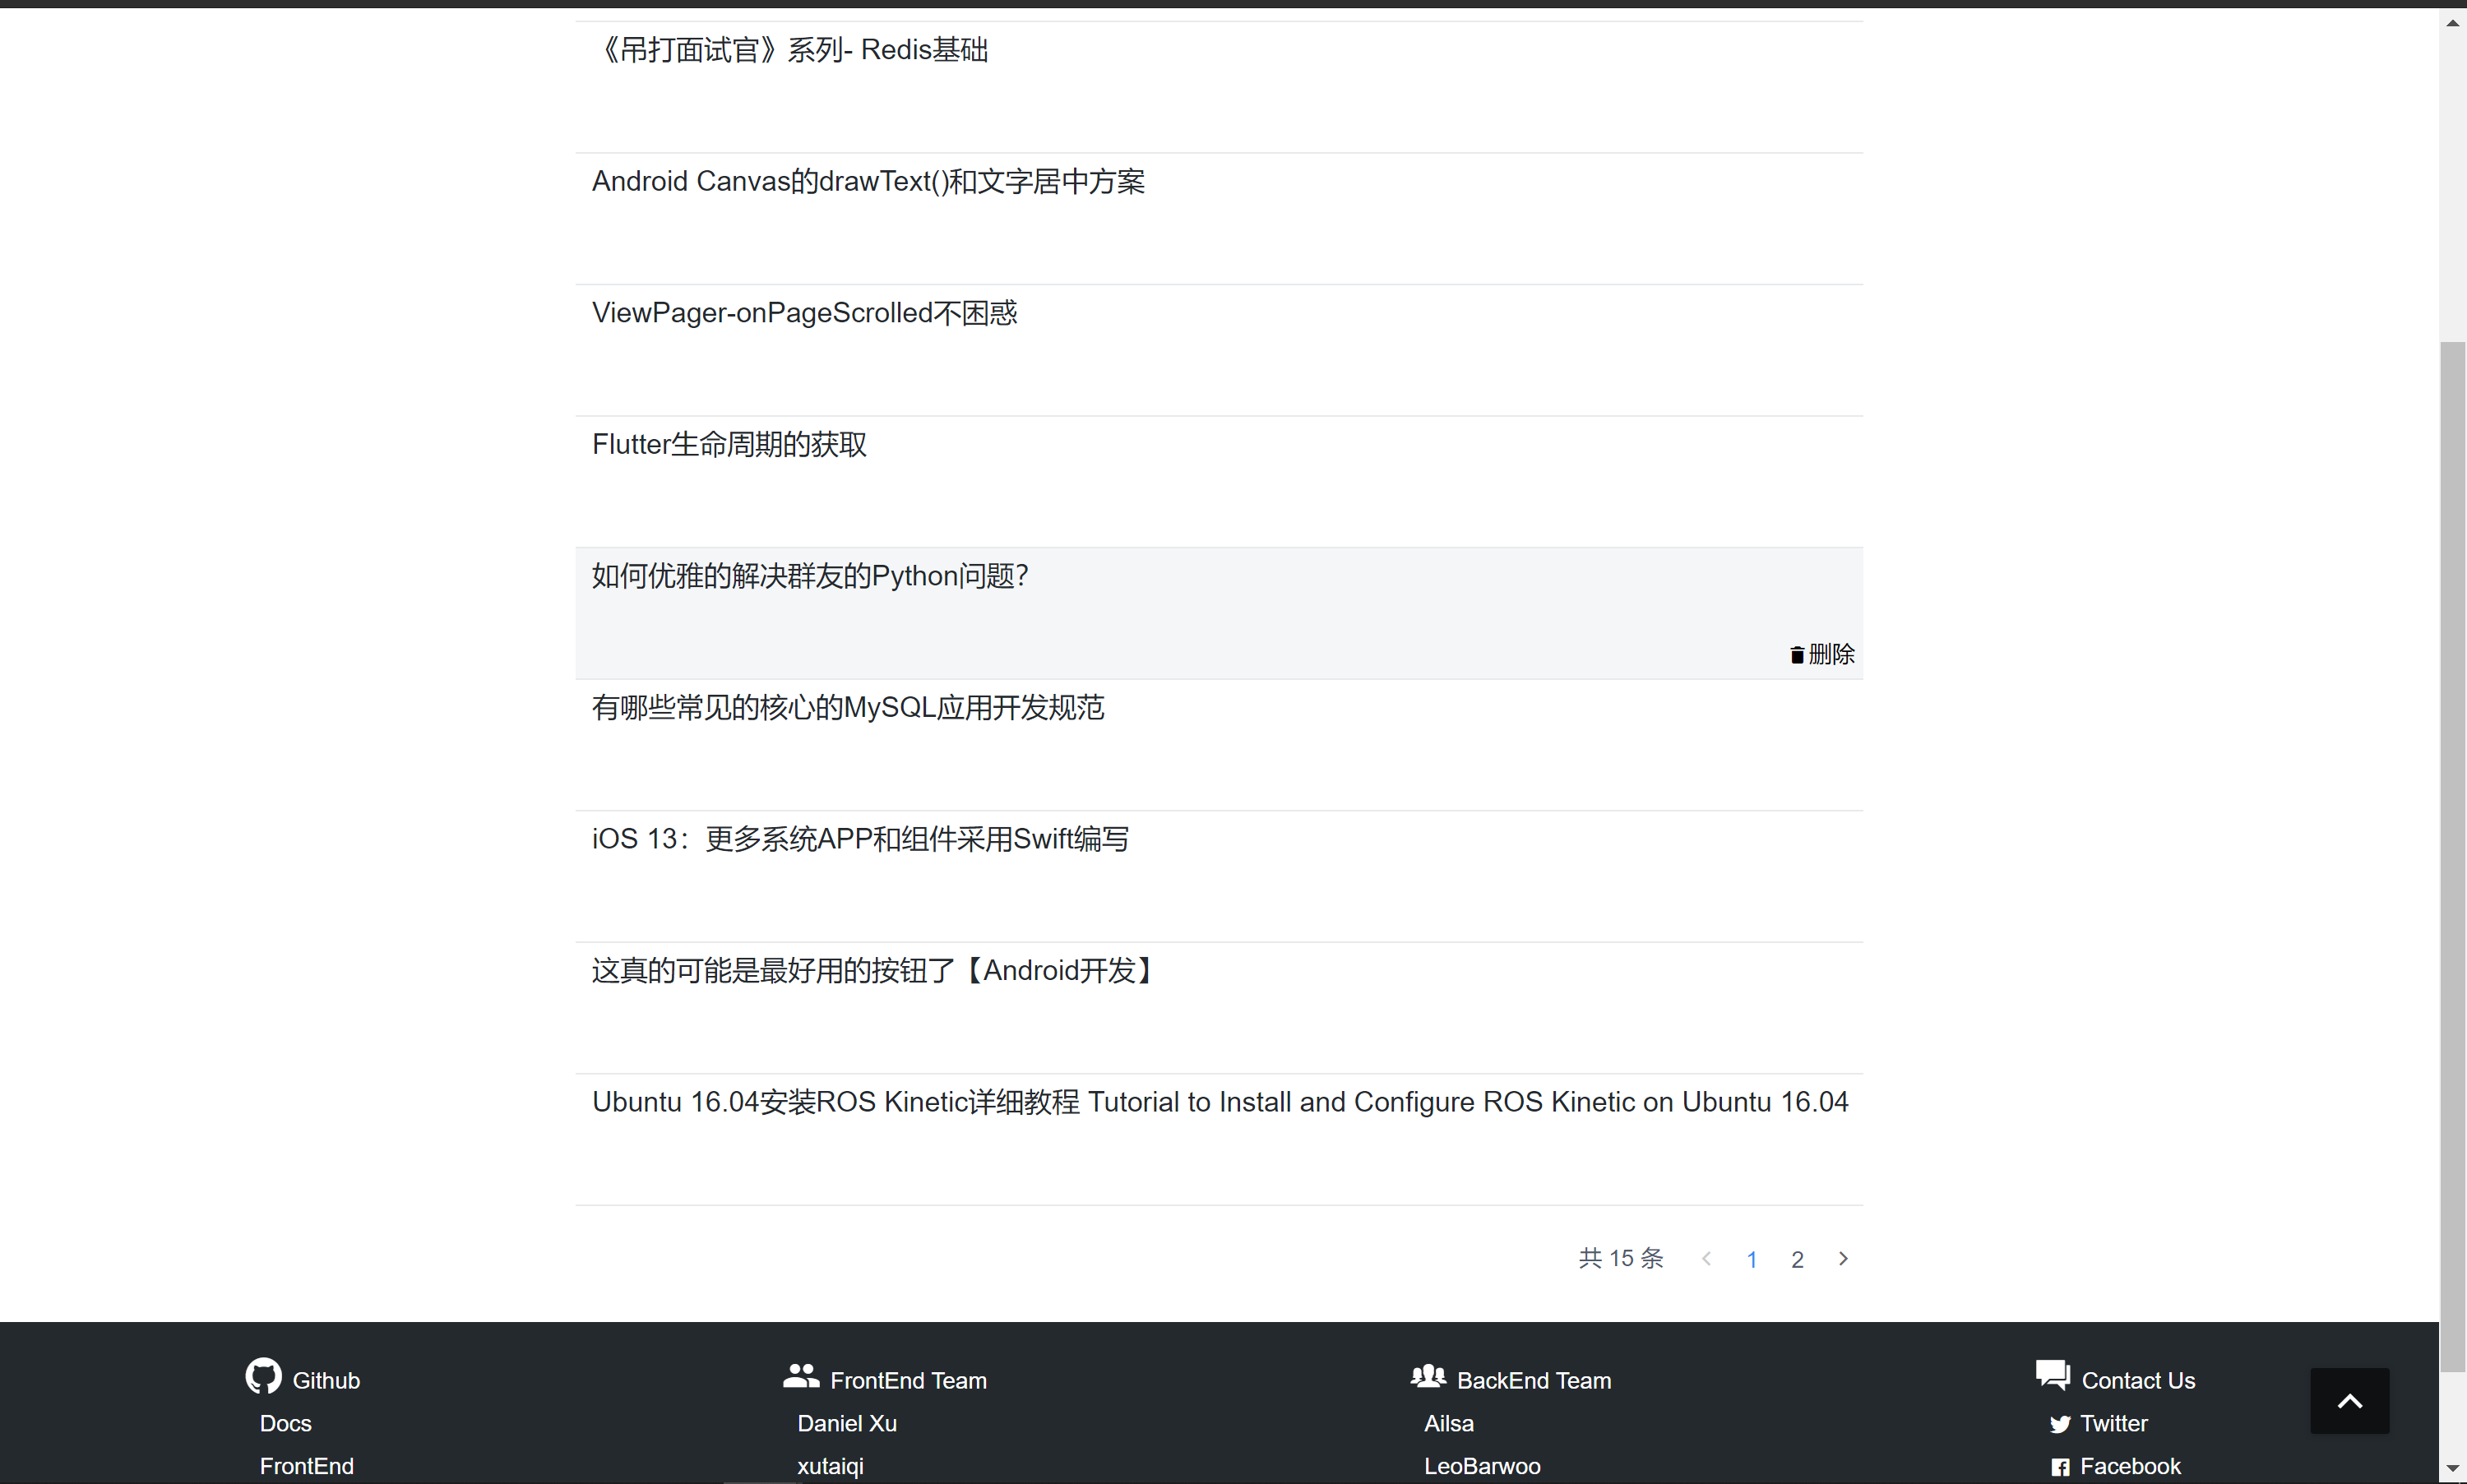 《吊打面试官》系列- Redis基础
Android Canvas的drawText()和文字居中方案
ViewPager-onPageScrolled不困惑
Flutter生命周期的获取
如何优雅的解决群友的Python问题?
删除
有哪些常见的核心的MySQL应用开发规范
iOS 13：更多系统APP和组件采用Swift编写
这真的可能是最好用的按钮了【Android开发】
Ubuntu 16.04安装ROS Kinetic详细教程 Tutorial to Install and Configure ROS Kinetic on Ubuntu 16.04
共 15 条 1 2
Github FrontEnd Team BackEnd Team Contact Us
Docs Daniel Xu Ailsa Twitter
FrontEnd xutaiqi LeoBarwoo Facebook